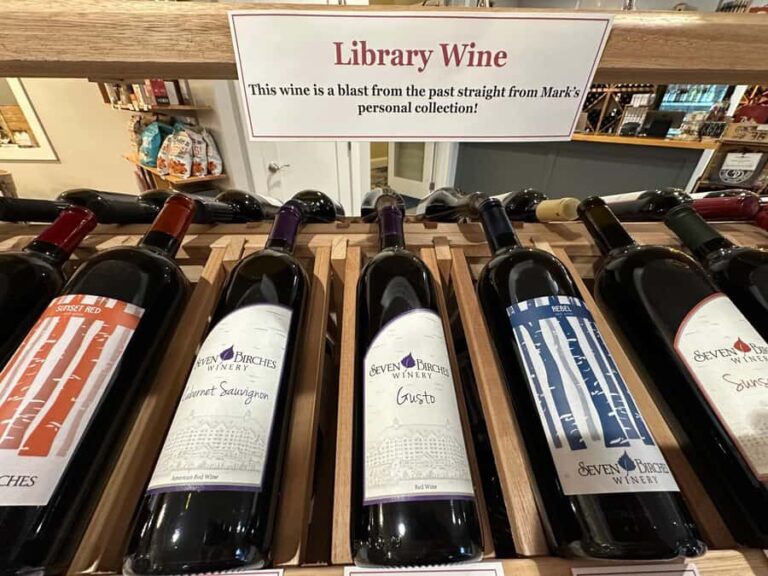 Library Wine
This wine is a blast from the past straight from Mark's
personal collection!
SUNSET RED
CHES
SEVEN BIRCHES
WINERY
Cabernet Sauvignon
American Red Wine
SEVEN BIRCHES
WINERY
Gusto
Red Wine
REBEL
SEVEN BIRCHES
WINERY
SEVEN BIRCHES
WINERY
Suns